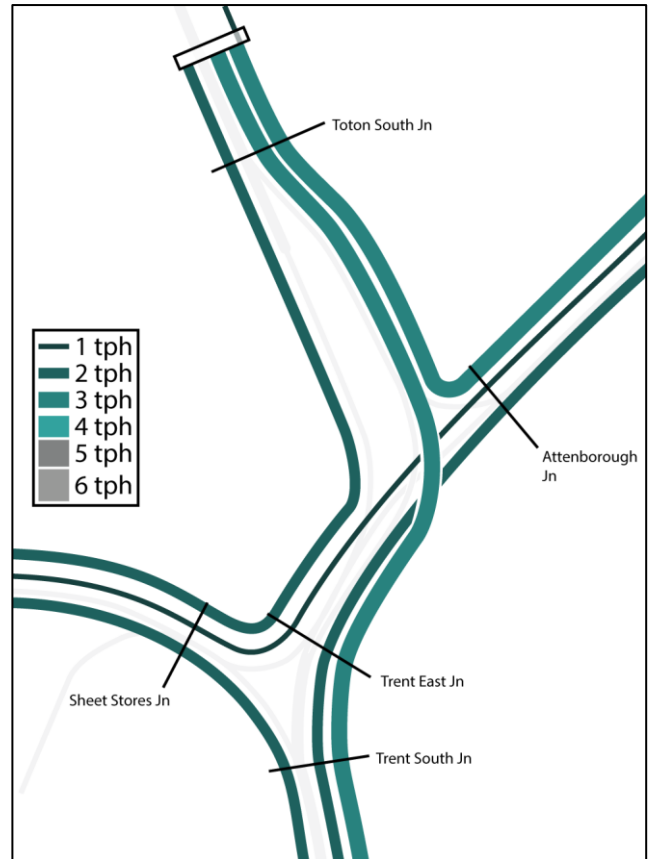 Toton South Jn
1 tph
2 tph
3 tph
4 tph
5 tph
6 tph
Attenborough
Jn
Sheet Stores Jn
Trent East Jn
Trent South Jn